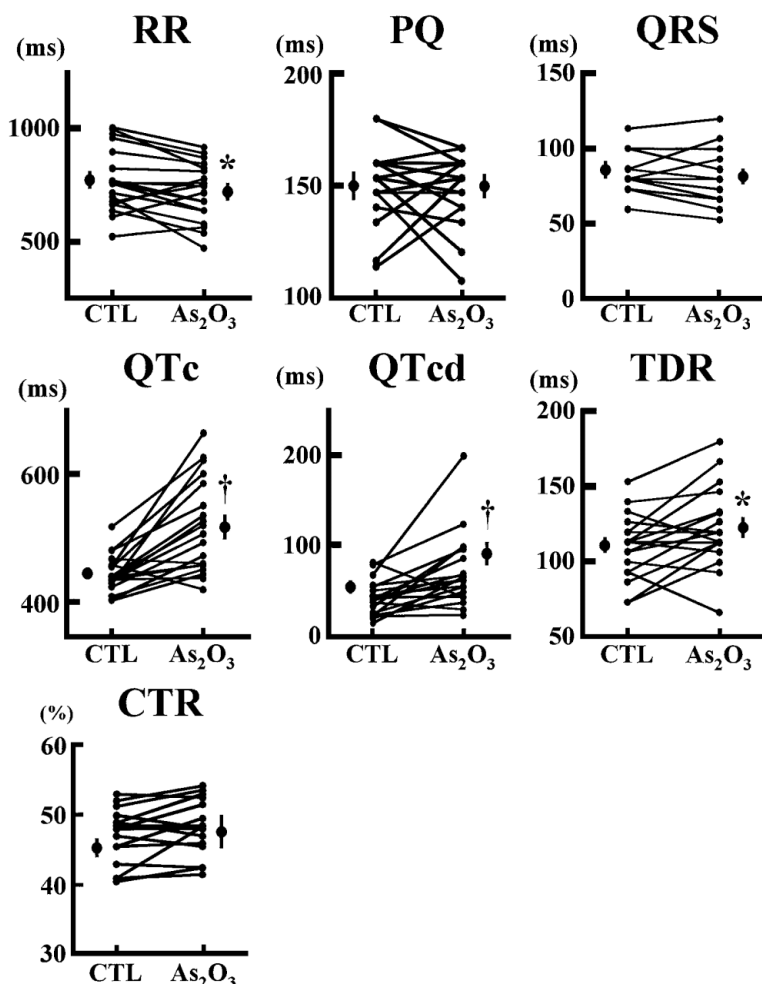 RR PQ QRS
(ms) (ms) (ms)
1000
500
200
150
100
150
100
50
0
*
CTL As₂O₃ CTL As₂O₃ CTL As₂O₃
QTc QTcd TDR
(ms) (ms) (ms)
600
400
200
100
0
200
150
100
50
† † *
CTL As₂O₃ CTL As₂O₃ CTL As₂O₃
CTR
(%)
60
50
40
30
CTL As₂O₃